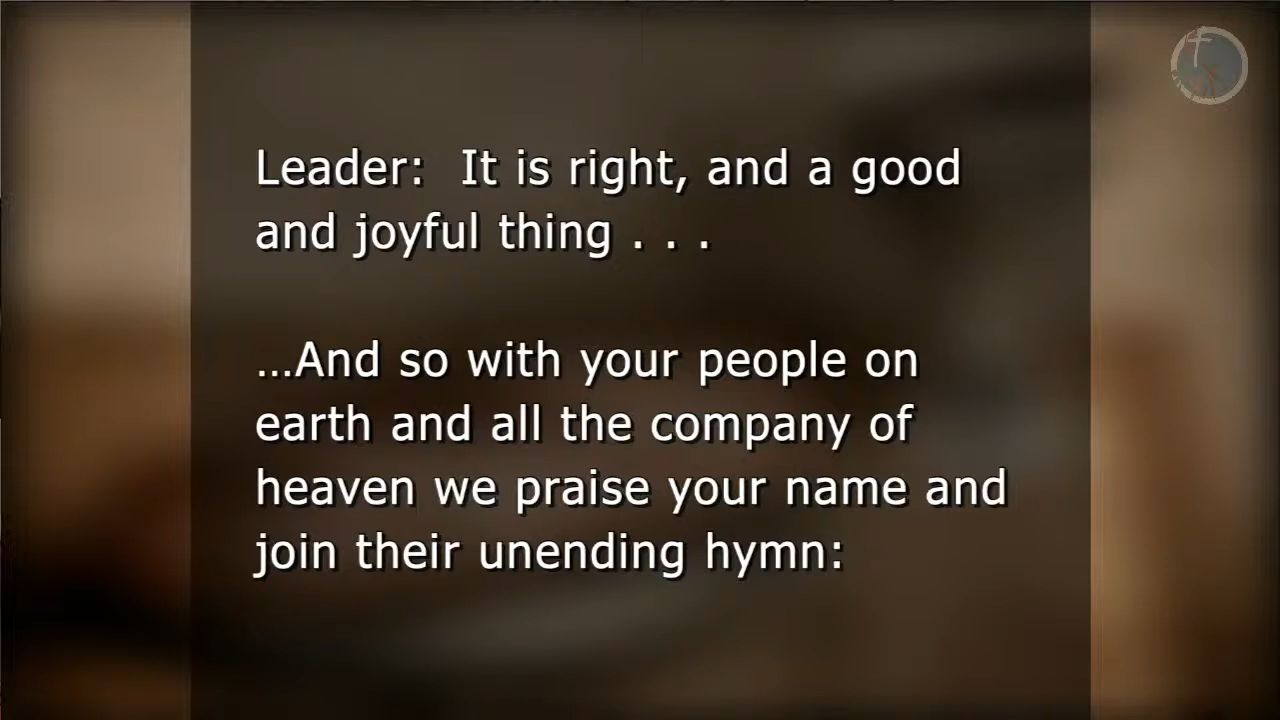 Leader:  It is right, and a good
and joyful thing . . .
…And so with your people on
earth and all the company of
heaven we praise your name and
join their unending hymn: